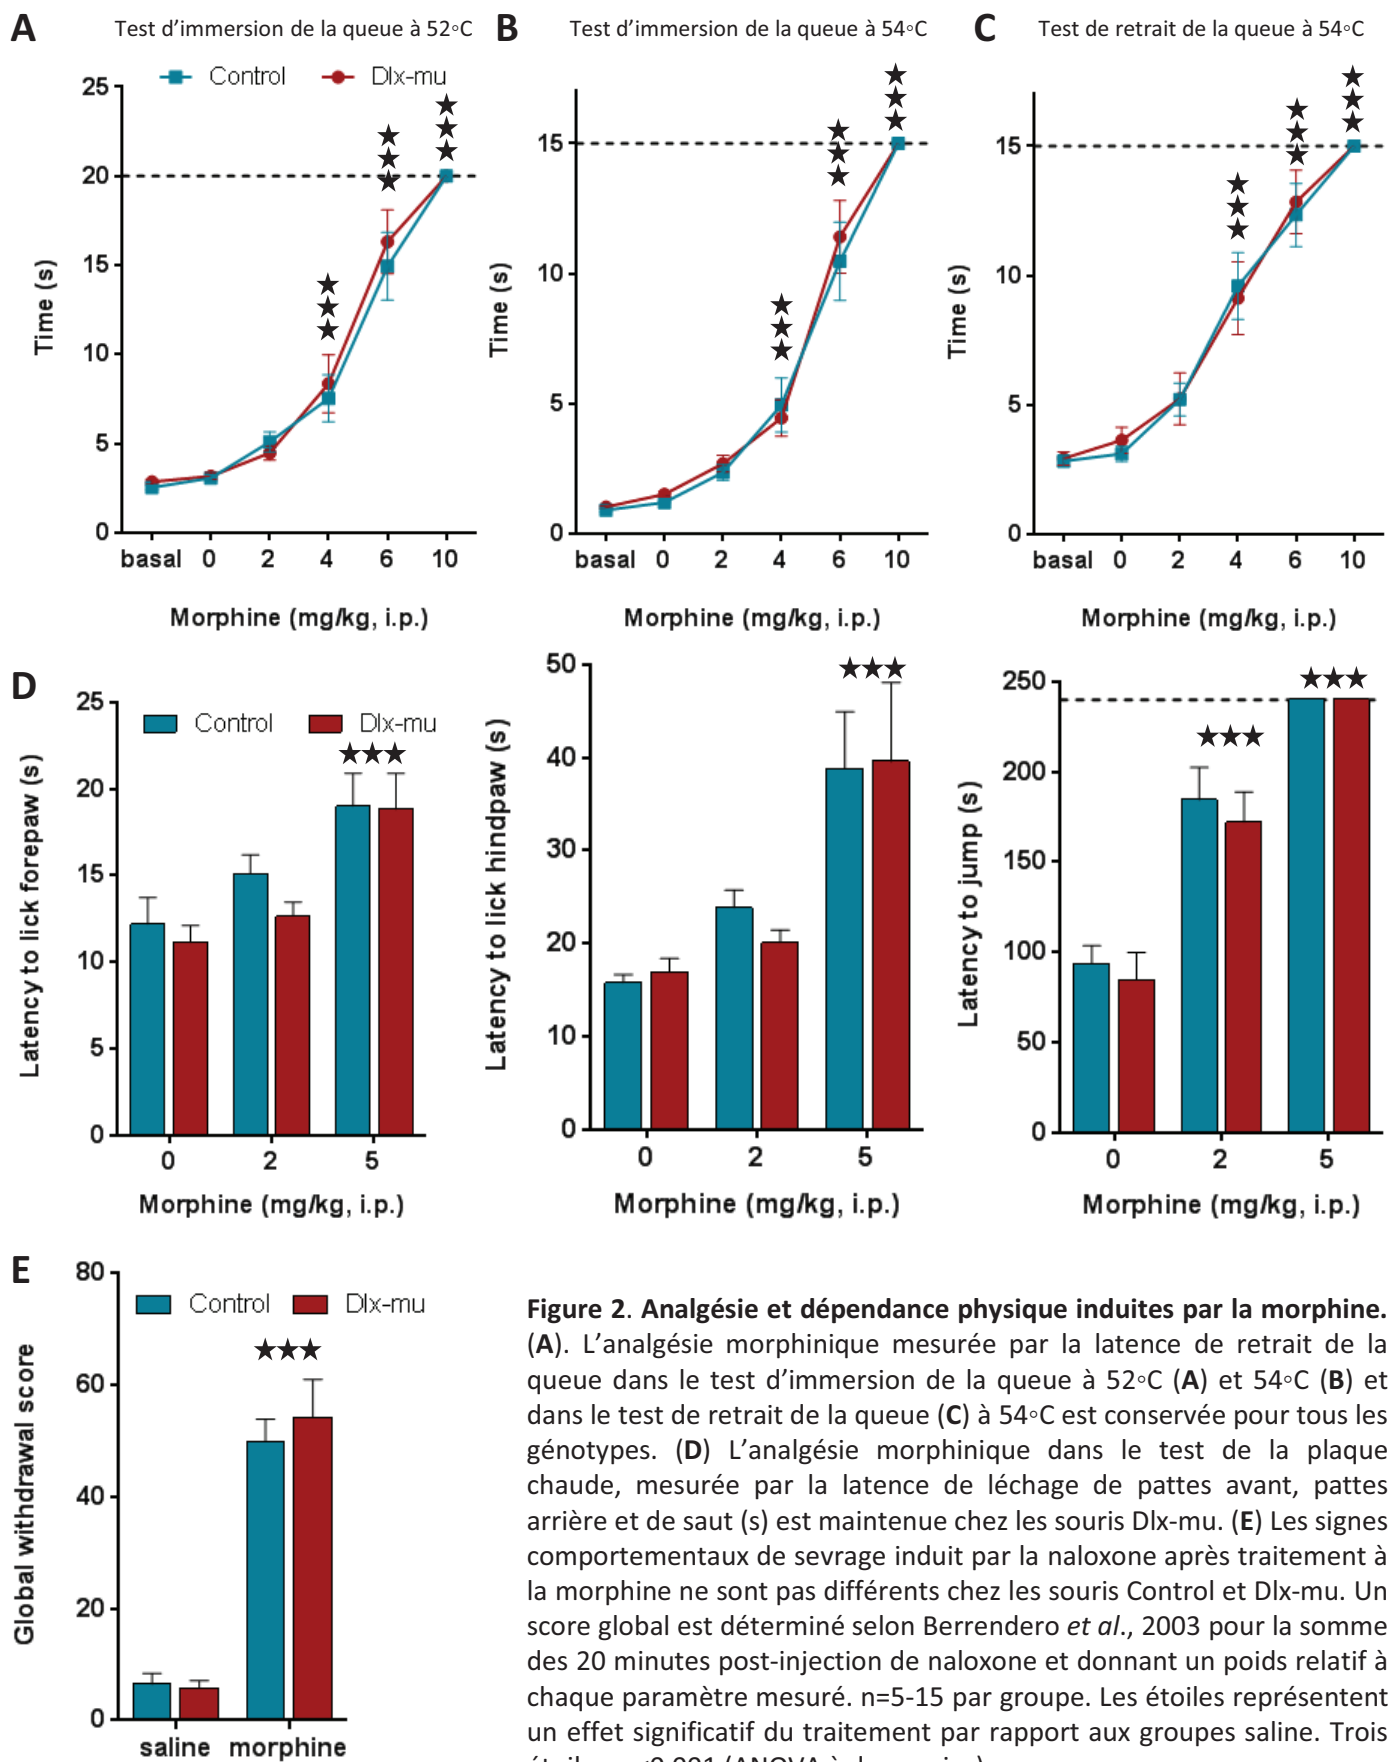 A Test d’immersion de la queue à 52◦C
B Test d’immersion de la queue à 54◦C
C Test de retrait de la queue à 54◦C
Control Dlx-mu
25
20
15
10
5
0
Time (s)
basal 0 2 4 6 10
Morphine (mg/kg, i.p.)
15
10
5
0
Time (s)
basal 0 2 4 6 10
Morphine (mg/kg, i.p.)
15
10
5
0
Time (s)
basal 0 2 4 6 10
Morphine (mg/kg, i.p.)
D
Control Dlx-mu
25
20
15
10
5
0
Latency to lick forepaw (s)
0 2 5
Morphine (mg/kg, i.p.)
50
40
30
20
10
0
Latency to lick hindpaw (s)
0 2 5
Morphine (mg/kg, i.p.)
250
200
150
100
50
0
Latency to jump (s)
0 2 5
Morphine (mg/kg, i.p.)
E
Control Dlx-mu
80
60
40
20
0
Global withdrawal score
saline morphine
Figure 2. Analgésie et dépendance physique induites par la morphine.
(A). L’analgésie morphinique mesurée par la latence de retrait de la
queue dans le test d’immersion de la queue à 52◦C (A) et 54◦C (B) et
dans le test de retrait de la queue (C) à 54◦C est conservée pour tous les
génotypes. (D) L’analgésie morphinique dans le test de la plaque
chaude, mesurée par la latence de léchage de pattes avant, pattes
arrière et de saut (s) est maintenue chez les souris Dlx-mu. (E) Les signes
comportementaux de sevrage induit par la naloxone après traitement à
la morphine ne sont pas différents chez les souris Control et Dlx-mu. Un
score global est déterminé selon Berrendero et al., 2003 pour la somme
des 20 minutes post-injection de naloxone et donnant un poids relatif à
chaque paramètre mesuré. n=5-15 par groupe. Les étoiles représentent
un effet significatif du traitement par rapport aux groupes saline. Trois